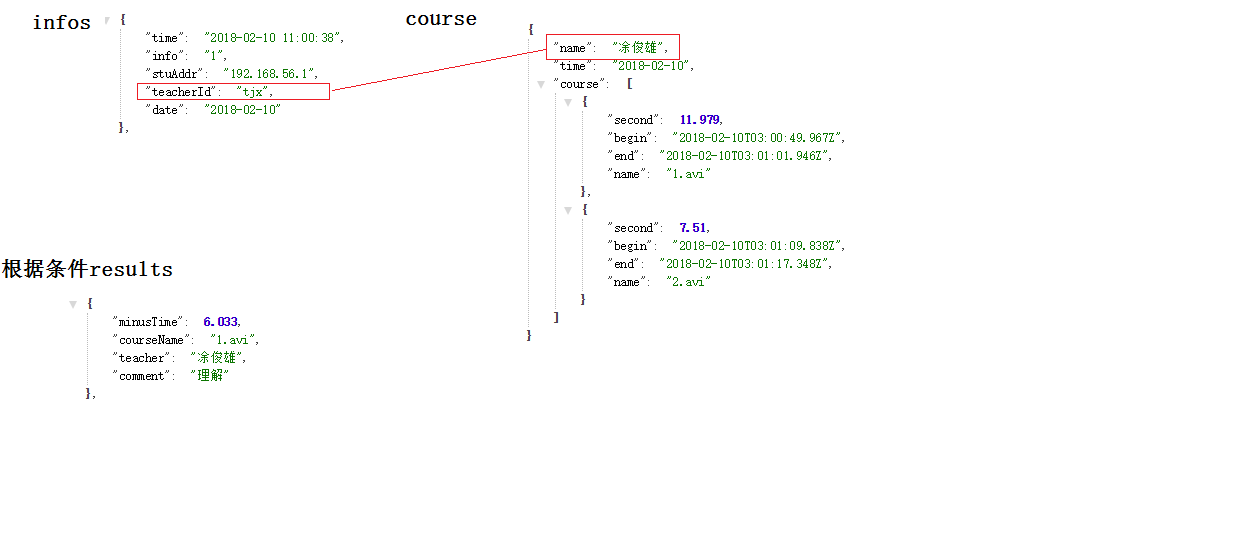 infos
{
"time": "2018-02-10 11:00:38",
"info": "1",
"stuAddr": "192.168.56.1",
"teacherId": "tjx",
"date": "2018-02-10"
},
course
{
"name": "涂俊雄",
"time": "2018-02-10",
"course": [
{
"second": 11.979,
"begin": "2018-02-10T03:00:49.967Z",
"end": "2018-02-10T03:01:01.946Z",
"name": "1.avi"
},
{
"second": 7.51,
"begin": "2018-02-10T03:01:09.838Z",
"end": "2018-02-10T03:01:17.348Z",
"name": "2.avi"
}
]
}
根据条件results
{
"minusTime": 6.033,
"courseName": "1.avi",
"teacher": "涂俊雄",
"comment": "理解"
},